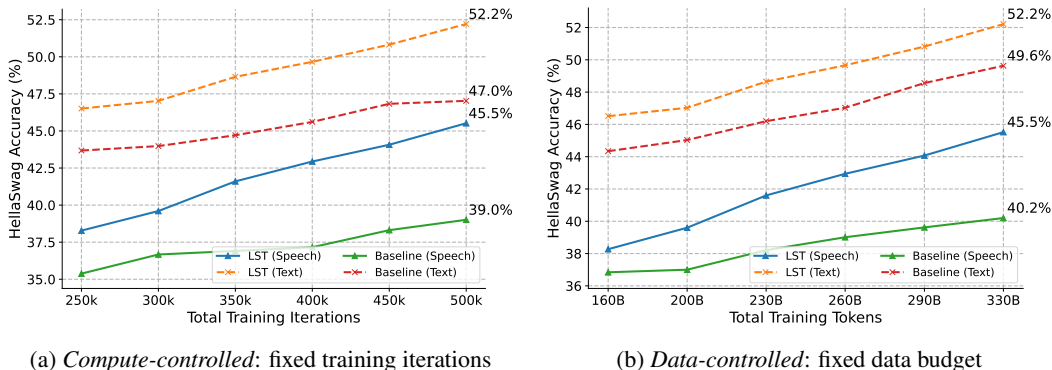 52.2%
52.5
50.0
47.5
47.0%
45.5%
45.0
42.5
40.0
39.0%
37.5
35.0
HellaSwag Accuracy (%)
LST (Speech)
LST (Text)
Baseline (Speech)
Baseline (Text)
250k 300k 350k 400k 450k 500k
Total Training Iterations
(a) Compute-controlled: fixed training iterations
52.2%
52
50
49.6%
48
46
45.5%
44
42
40.2%
40
38
36
HellaSwag Accuracy (%)
LST (Speech)
LST (Text)
Baseline (Speech)
Baseline (Text)
160B 200B 230B 260B 290B 330B
Total Training Tokens
(b) Data-controlled: fixed data budget